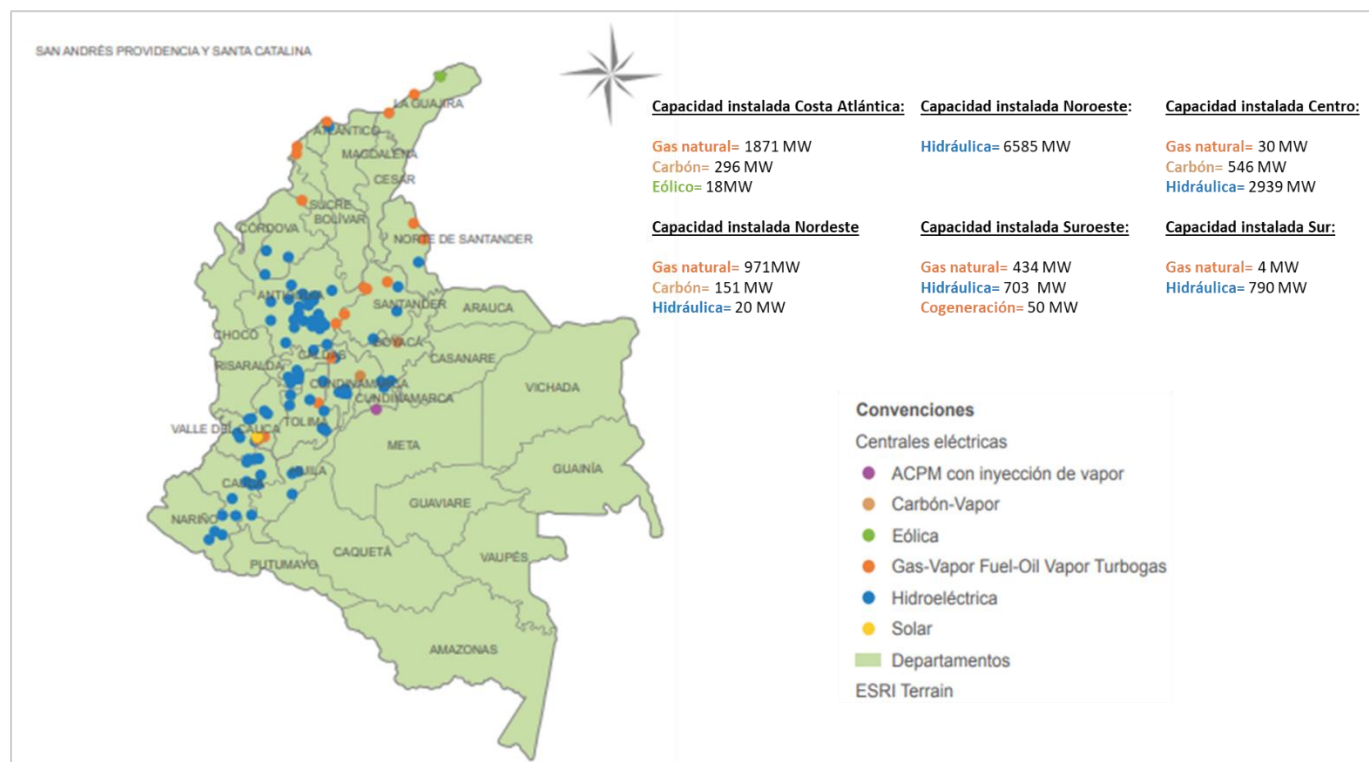 SAN ANDRÉS PROVIDENCIA Y SANTA CATALINA
LA GUAJIRA
ATLÁNTICO
MAGDALENA
CESAR
SUCRE
BOLÍVAR
CÓRDOVA
NORTE DE SANTANDER
ANTIOQUIA
SANTANDER
ARAUCA
CHOCÓ
BOYACÁ
CALDAS
CASANARE
RISARALDA
CUNDINAMARCA
VICHADA
CUNDINAMARCA
TOLIMA
VALLE DEL CAUCA
META
GUAINÍA
HUILA
CAUCA
GUAVIARE
NARIÑO
CAQUETÁ
VAUPÉS
PUTUMAYO
AMAZONAS
Capacidad instalada Costa Atlántica:
Gas natural= 1871 MW
Carbón= 296 MW
Eólico= 18MW
Capacidad instalada Noroeste:
Hidráulica= 6585 MW
Capacidad instalada Centro:
Gas natural= 30 MW
Carbón= 546 MW
Hidráulica= 2939 MW
Capacidad instalada Nordeste
Gas natural= 971MW
Carbón= 151 MW
Hidráulica= 20 MW
Capacidad instalada Suroeste:
Gas natural= 434 MW
Hidráulica= 703 MW
Cogeneración= 50 MW
Capacidad instalada Sur:
Gas natural= 4 MW
Hidráulica= 790 MW
Convenciones
Centrales eléctricas
ACPM con inyección de vapor
Carbón-Vapor
Eólica
Gas-Vapor Fuel-Oil Vapor Turbogas
Hidroeléctrica
Solar
Departamentos
ESRI Terrain